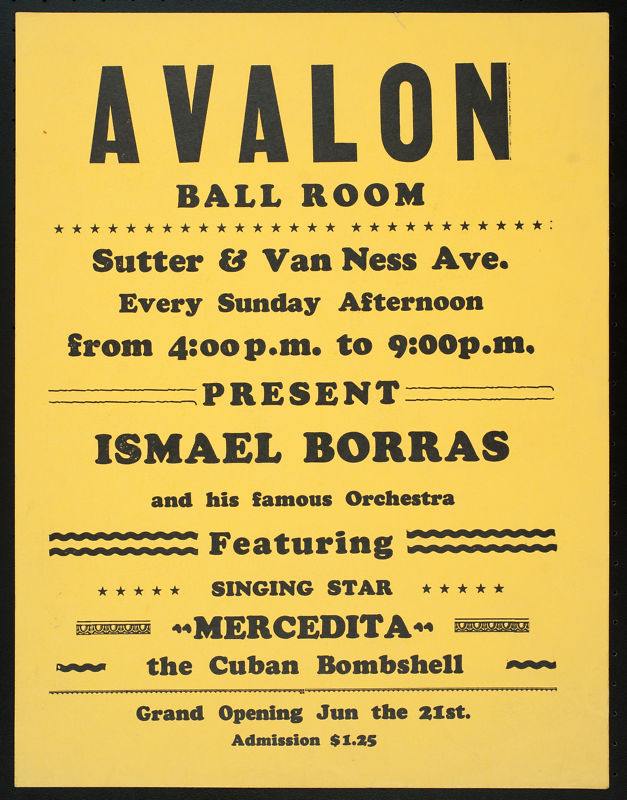 AVALON
BALL ROOM
Sutter & Van Ness Ave.
Every Sunday Afternoon
from 4:00 p.m. to 9:00p.m.
PRESENT
ISMAEL BORRAS
and his famous Orchestra
Featuring
SINGING STAR
MERCEDITA
the Cuban Bombshell
Grand Opening Jun the 21st.
Admission $1.25